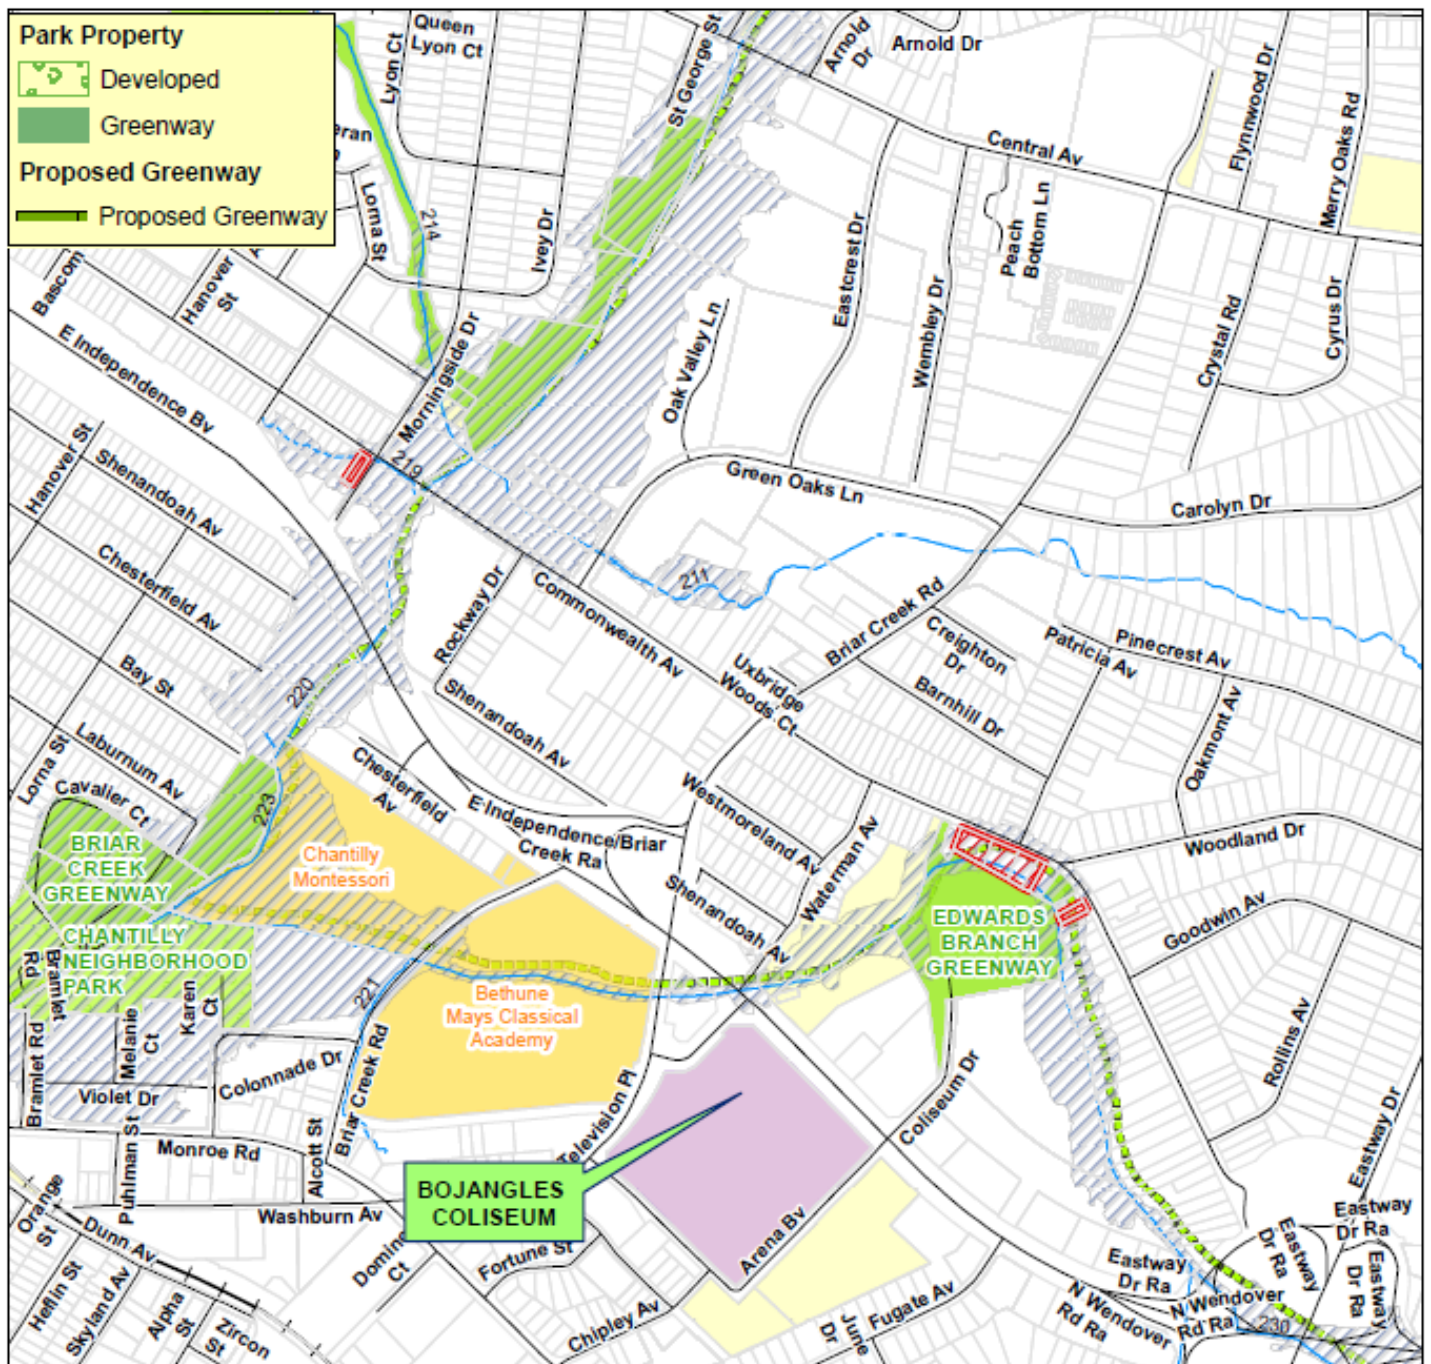 Park Property
Developed
Greenway
Proposed Greenway
Proposed Greenway
Queen
Lyon Ct
Lyon Ct
St George St
Arnold
Dr
Arnold Dr
Flynnwood Dr
Merry Oaks Rd
Central Av
eran
Lorna St
214
Ivey Dr
Peach
Bottom Ln
Eastcrest Dr
Wembley Dr
Crystal Rd
Cyrus Dr
Bascom
Hanover
St
E Independence Bv
Morningside Dr
Oak Valley Ln
Hanover St
Shenandoah Av
219
Green Oaks Ln
Carolyn Dr
Chesterfield Av
211
Rockway Dr
Commonwealth Av
Briar Creek Rd
Creighton
Dr
Patricia Av
Pinecrest Av
Bay St
220
Uxbridge
Woods Ct
Barnhill Dr
Shenandoah Av
Oakmont Av
Laburnum Av
Lorna St
Cavalier Ct
223
Chesterfield
Av
E Independence/Briar
Creek Ra
Westmoreland Av
Waterman Av
Woodland Dr
BRIAR
CREEK
GREENWAY
Chantilly
Montessori
Shenandoah Av
EDWARDS
BRANCH
GREENWAY
Goodwin Av
CHANTILLY
NEIGHBORHOOD
PARK
Bramlet
Rd
Karen
Ct
221
Bethune
Mays Classical
Academy
Bramlet Rd
Melanie
Ct
Colonnade Dr
Briar Creek Rd
Violet Dr
Television Pl
Coliseum Dr
Rollins Av
Eastway Dr
Puhlman St
Monroe Rd
Alcott St
BOJANGLES
COLISEUM
Orange
St
Washburn Av
Dunn Av
Domino
Ct
Fortune St
Arena Bv
Eastway
Dr Ra
Eastway
Dr Ra
Eastway
Dr Ra
Eastway
Dr Ra
Heflin St
Skyland Av
Alpha
St
Zircon
St
Chipley Av
June
Dr
Fugate Av
N Wendover
Rd Ra
N Wendover
Rd Ra
230